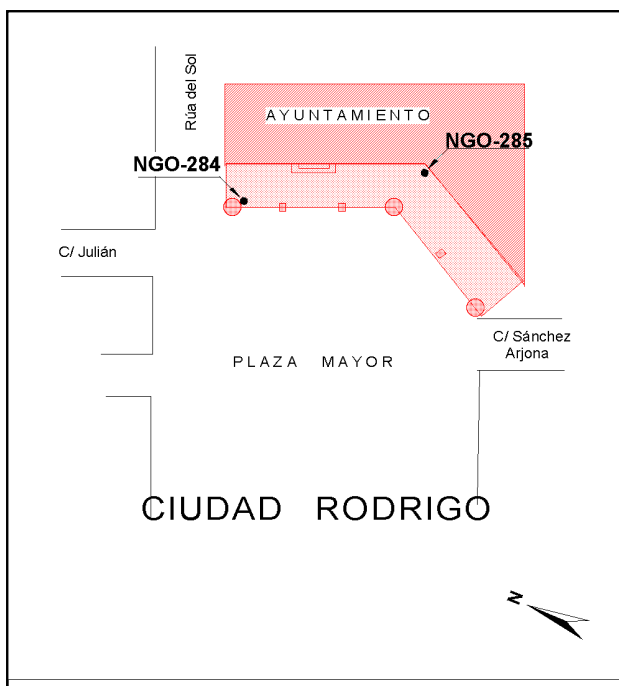 Rúa del Sol
AYUNTAMIENTO
NGO-285
NGO-284
C/ Julián
C/ Sánchez
Arjona
PLAZA MAYOR
CIUDAD RODRIGO
N